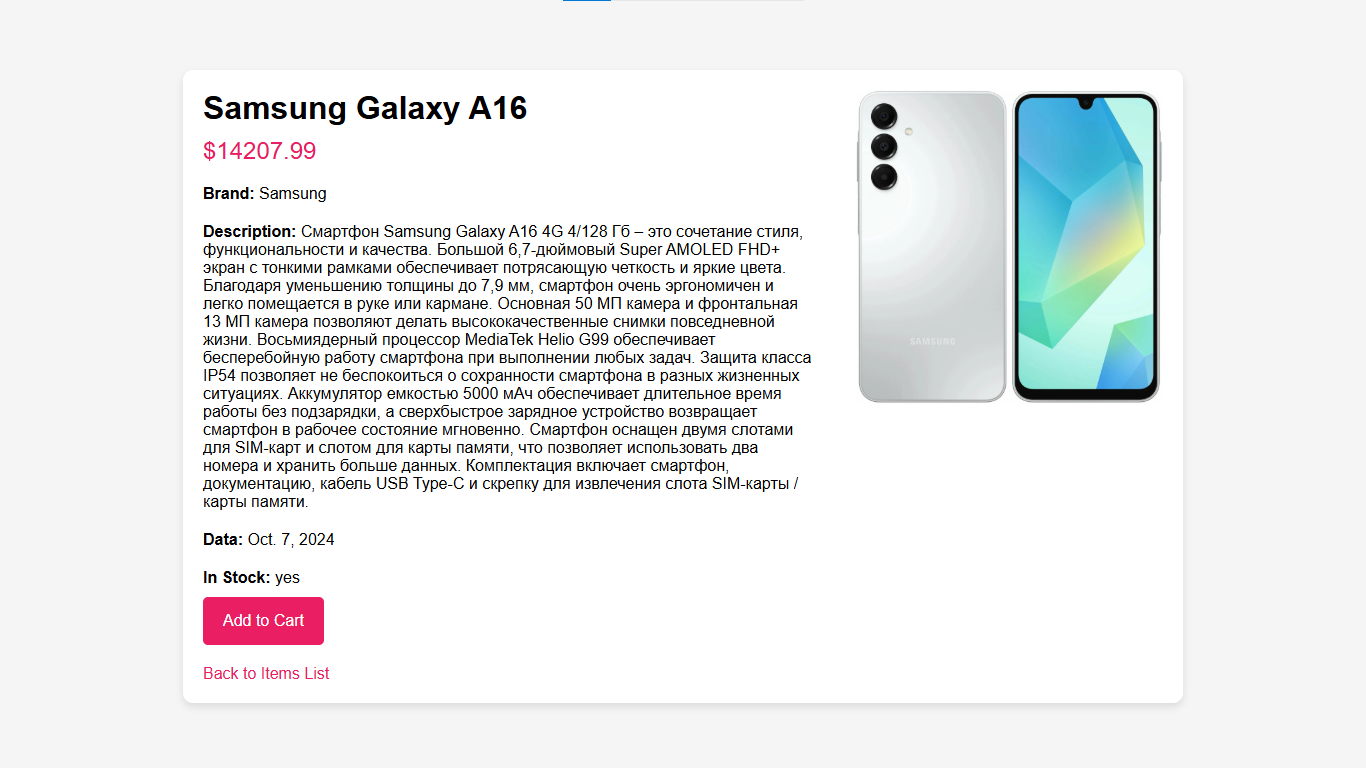 Samsung Galaxy A16
$14207.99
Brand: Samsung
Description: Смартфон Samsung Galaxy A16 4G 4/128 Гб – это сочетание стиля,
функциональности и качества. Большой 6,7-дюймовый Super AMOLED FHD+
экран с тонкими рамками обеспечивает потрясающую четкость и яркие цвета.
Благодаря уменьшению толщины до 7,9 мм, смартфон очень эргономичен и
легко помещается в руке или кармане. Основная 50 МП камера и фронтальная
13 МП камера позволяют делать высококачественные снимки повседневной
жизни. Восьмиядерный процессор MediaTek Helio G99 обеспечивает
бесперебойную работу смартфона при выполнении любых задач. Защита класса
IP54 позволяет не беспокоиться о сохранности смартфона в разных жизненных
ситуациях. Аккумулятор емкостью 5000 мАч обеспечивает длительное время
работы без подзарядки, а сверхбыстрое зарядное устройство возвращает
смартфон в рабочее состояние мгновенно. Смартфон оснащен двумя слотами
для SIM-карт и слотом для карты памяти, что позволяет использовать два
номера и хранить больше данных. Комплектация включает смартфон,
документацию, кабель USB Type-C и скрепку для извлечения слота SIM-карты /
карты памяти.
Data: Oct. 7, 2024
In Stock: yes
Add to Cart
Back to Items List
SAMSUNG